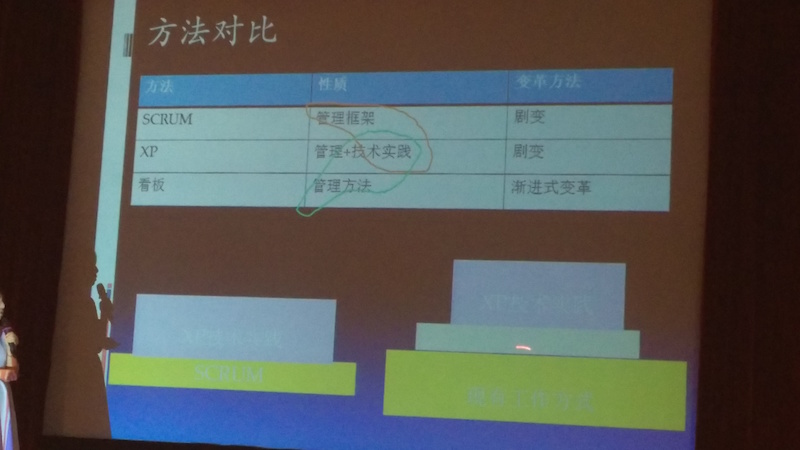 方法对比
方法 性质 变革方法
SCRUM 管理框架 剧变
XP 管理+技术实践 剧变
看板 管理方法 渐进式变革
XP技术实践
XP技术实践
SCRUM